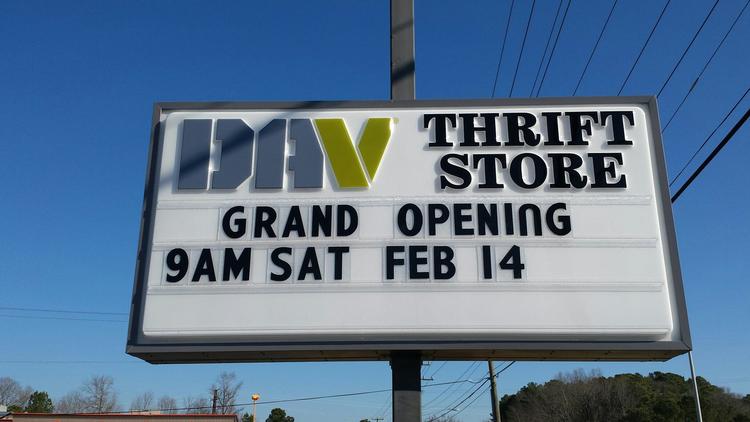 DAV THRIFT
STORE
GRAND OPENING
9AM SAT FEB 14